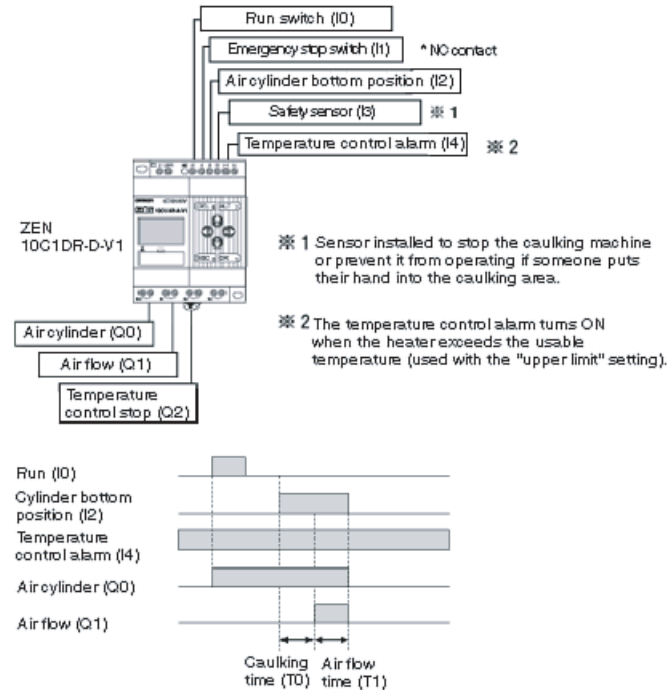 Run switch (I0)
Emergency stop switch (I1) * NC contact
Air cylinder bottom position (I2)
Safety sensor (I3) ※ 1
Temperature control alarm (I4) ※ 2
ZEN
10C1DR-D-V1
※ 1 Sensor installed to stop the caulking machine
or prevent it from operating if someone puts
their hand into the caulking area.
※ 2 The temperature control alarm turns ON
when the heater exceeds the usable
temperature (used with the "upper limit" setting).
Air cylinder (Q0)
Air flow (Q1)
Temperature
control stop (Q2)
Run (I0)
Cylinder bottom
position (I2)
Temperature
control alarm (I4)
Air cylinder (Q0)
Air flow (Q1)
Caulking
time (T0)
Air flow
time (T1)